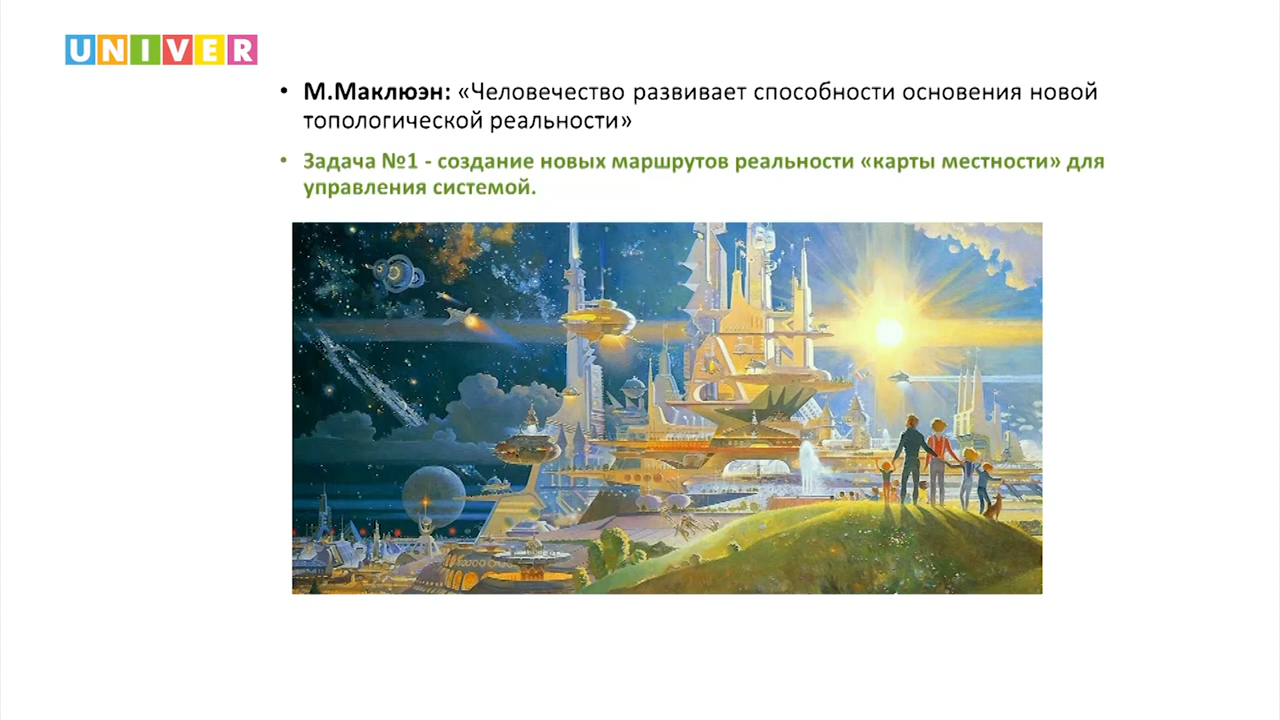 UNIVER
• М.Маклюэн: «Человечество развивает способности основения новой
топологической реальности»
• Задача №1 - создание новых маршрутов реальности «карты местности» для
управления системой.